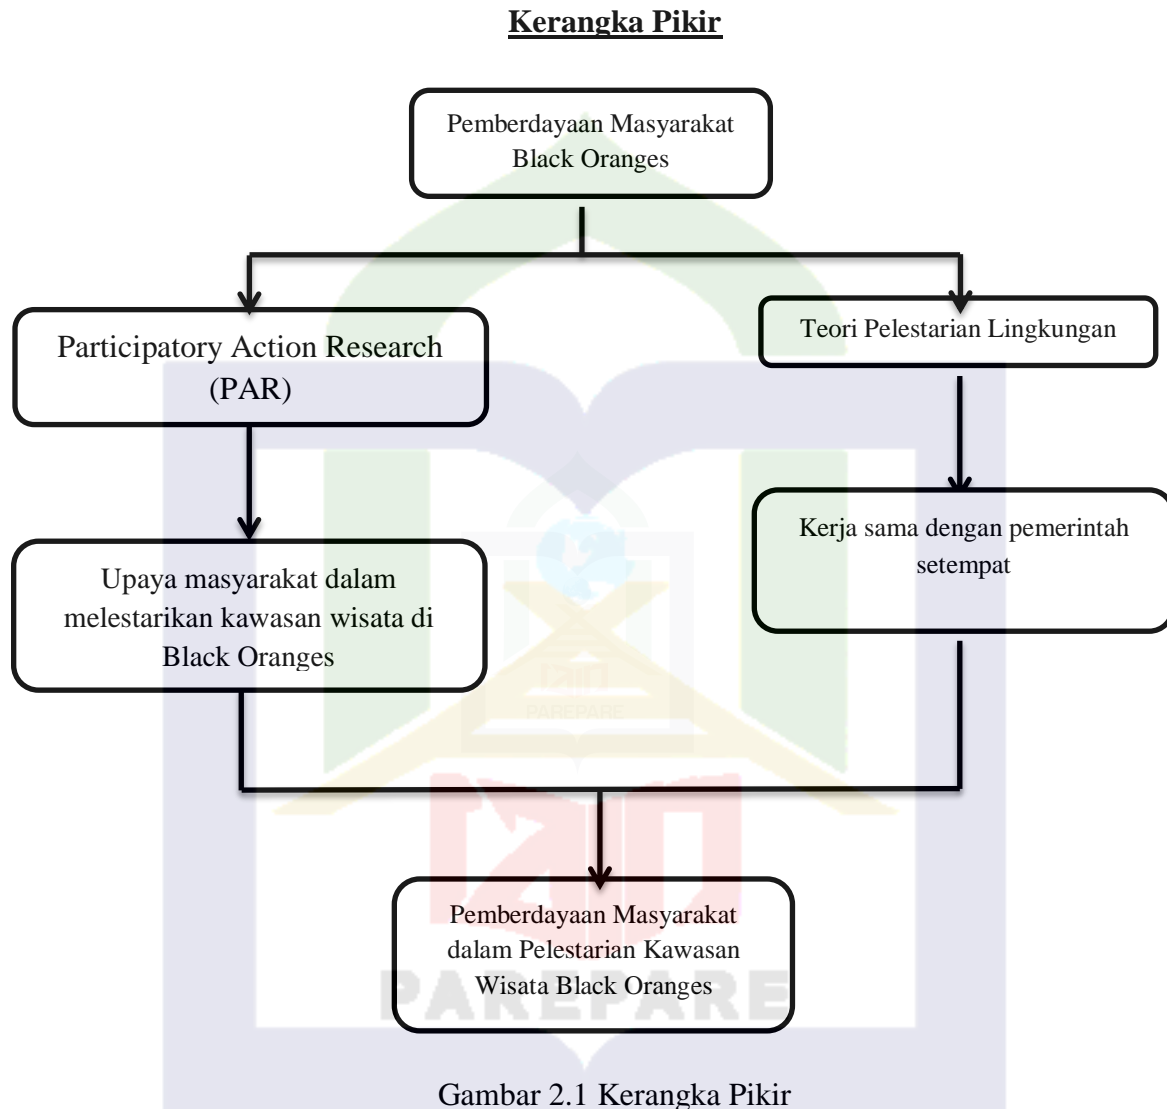 Kerangka Pikir
Pemberdayaan Masyarakat
Black Oranges
Participatory Action Research
(PAR)
Teori Pelestarian Lingkungan
Upaya masyarakat dalam
melestarikan kawasan wisata di
Black Oranges
Kerja sama dengan pemerintah
setempat
PAREPARE
Pemberdayaan Masyarakat
dalam Pelestarian Kawasan
Wisata Black Oranges
PAREPARE
Gambar 2.1 Kerangka Pikir